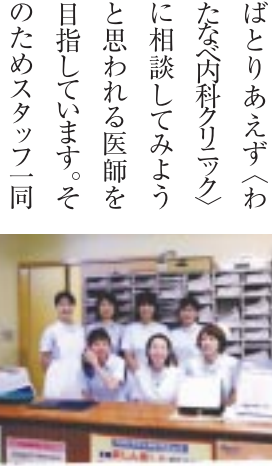 ばとりあえず〈わ
たなべ内科クリニック〉
に相談してみよう
と思われる医師を
目指しています。そ
のためスタッフ一同